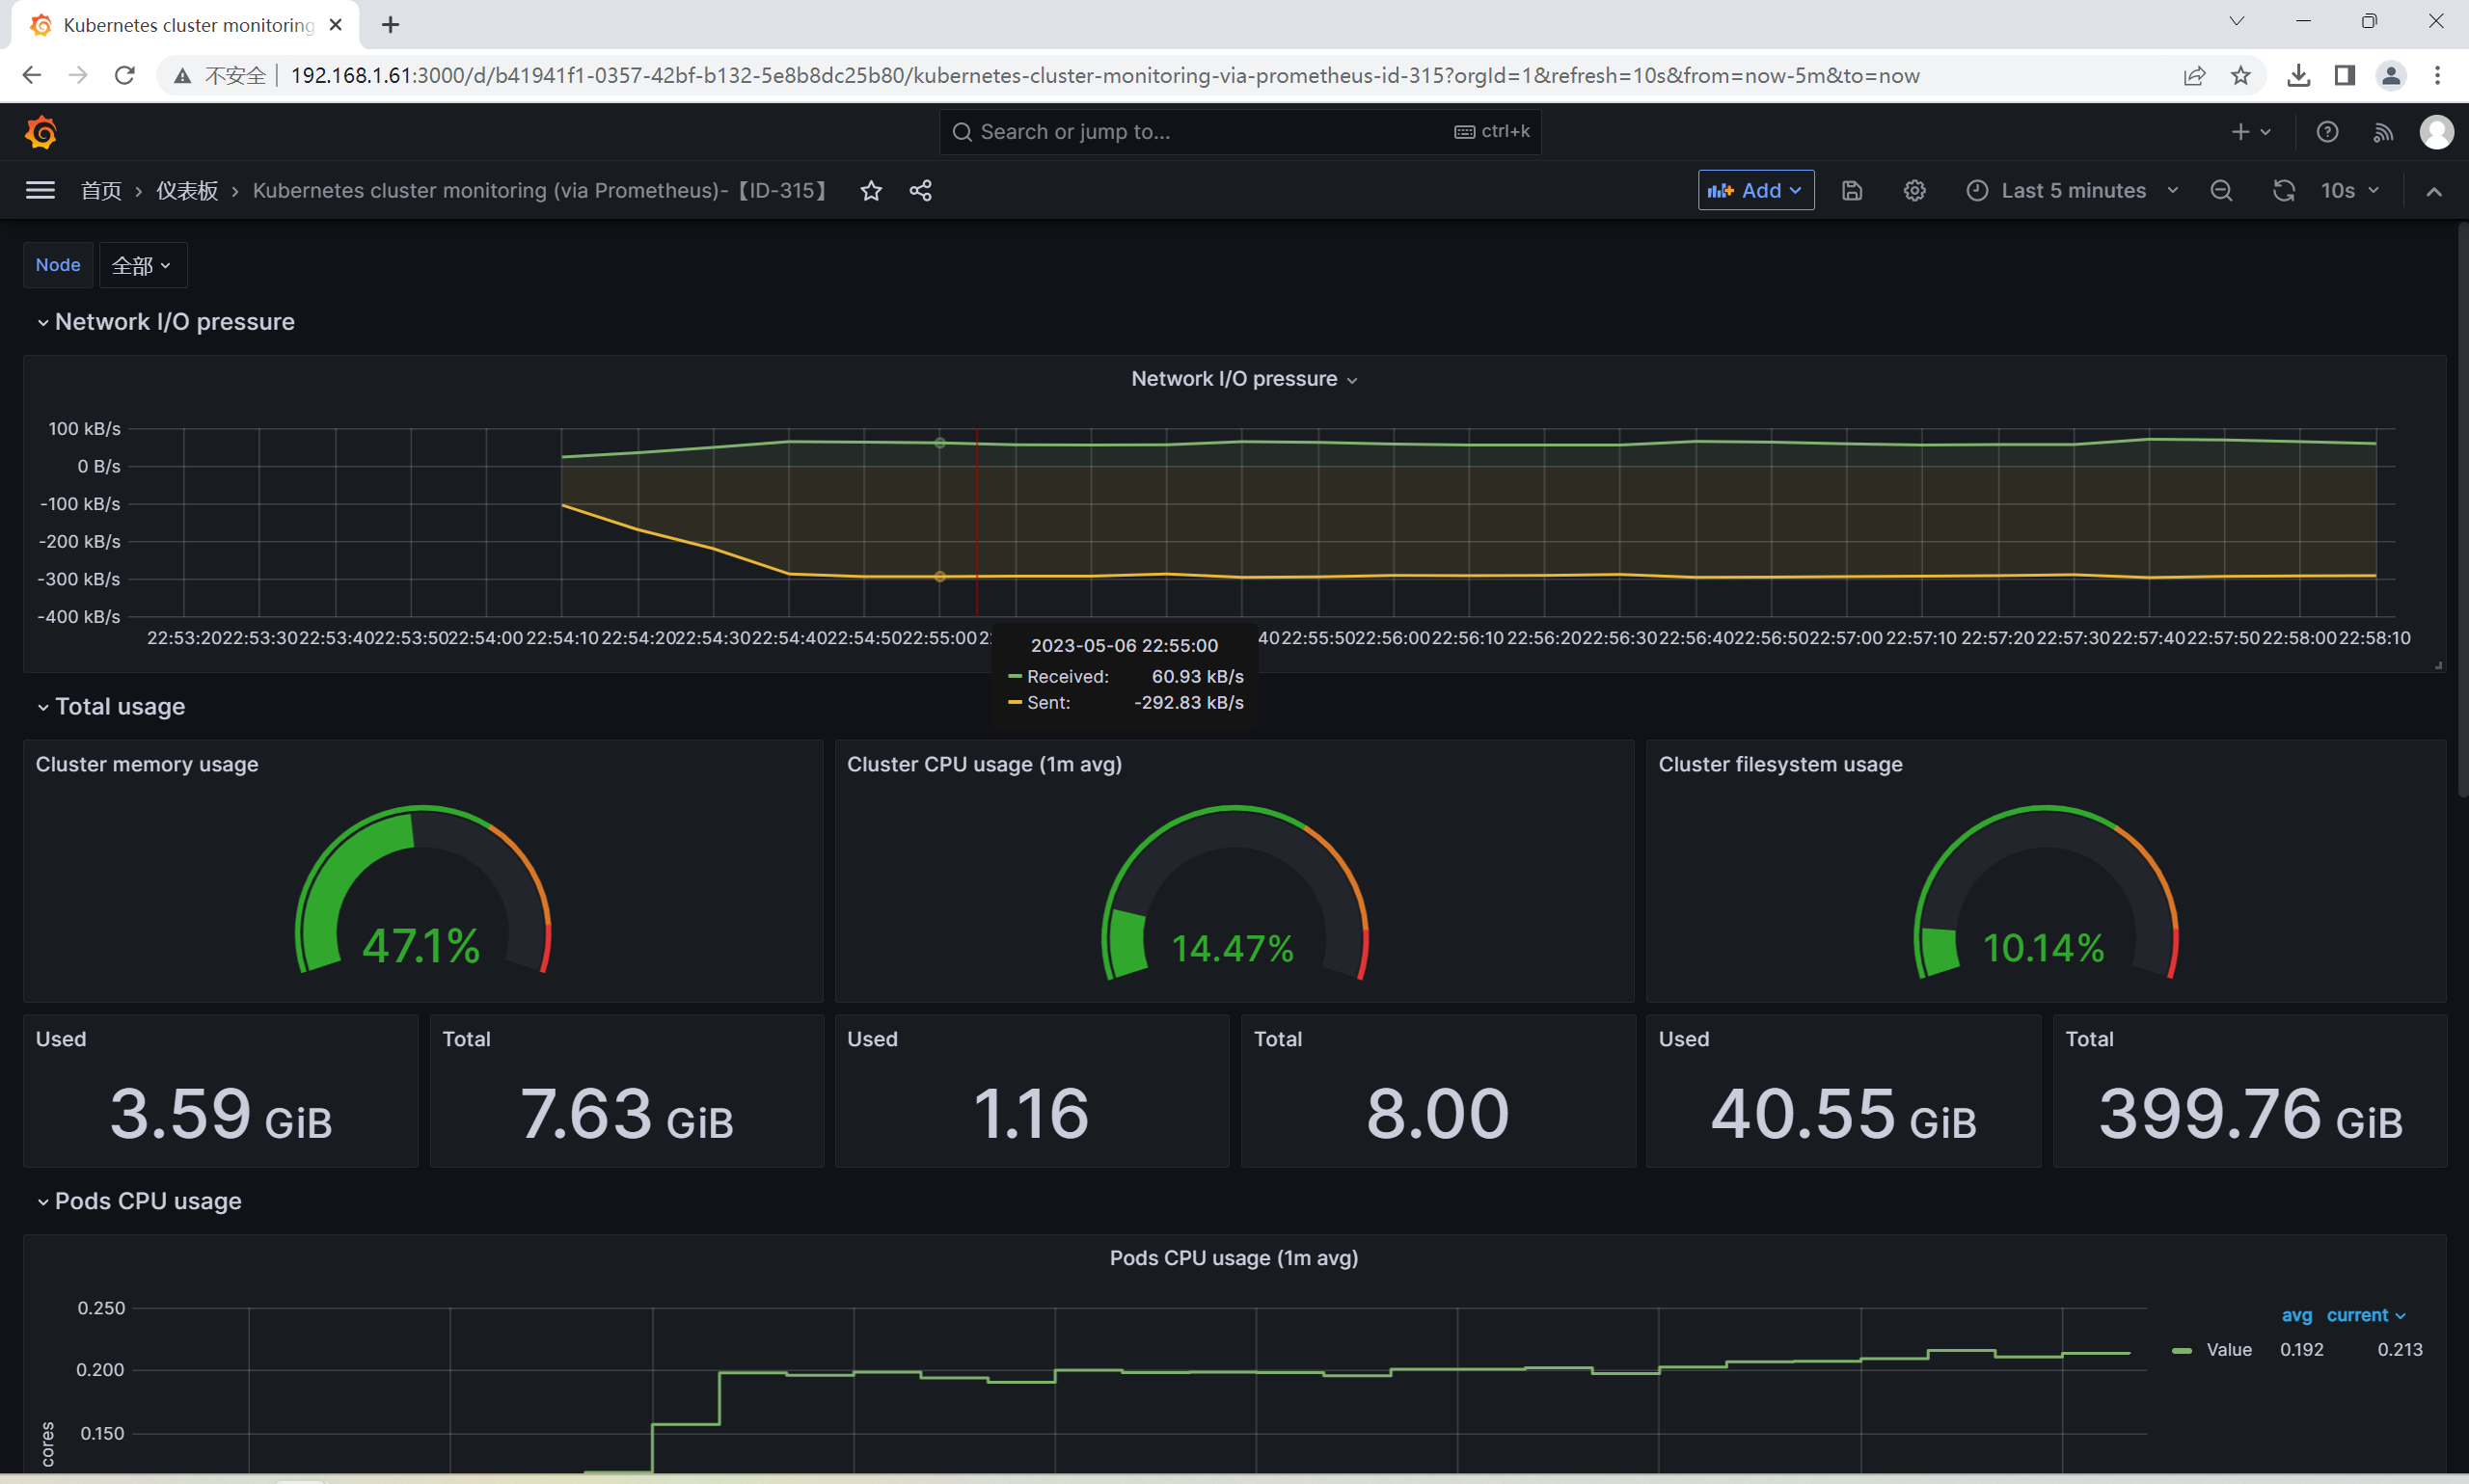 Kubernetes cluster monitoring
不安全 192.168.1.61:3000/d/b41941f1-0357-42bf-b132-5e8b8dc25b80/kubernetes-cluster-monitoring-via-prometheus-id-315?orgId=1&refresh=10s&from=now-5m&to=now
Search or jump to... ctrl+k
首页 › 仪表板 › Kubernetes cluster monitoring (via Prometheus)-【ID-315】 Add Last 5 minutes 10s
Node 全部
Network I/O pressure
Network I/O pressure
100 kB/s
0 B/s
-100 kB/s
-200 kB/s
-300 kB/s
-400 kB/s
22:53:20 22:53:30 22:53:40 22:53:50 22:54:00 22:54:10 22:54:20 22:54:30 22:54:40 22:54:50 22:55:00 2 40 22:55:50 22:56:00 22:56:10 22:56:20 22:56:30 22:56:40 22:56:50 22:57:00 22:57:10 22:57:20 22:57:30 22:57:40 22:57:50 22:58:00 22:58:10
2023-05-06 22:55:00
Received: 60.93 kB/s
Sent: -292.83 kB/s
Total usage
Cluster memory usage
47.1%
Cluster CPU usage (1m avg)
14.47%
Cluster filesystem usage
10.14%
Used
3.59 GiB
Total
7.63 GiB
Used
1.16
Total
8.00
Used
40.55 GiB
Total
399.76 GiB
Pods CPU usage
Pods CPU usage (1m avg)
0.250
0.200
0.150
cores
avg current
Value 0.192 0.213